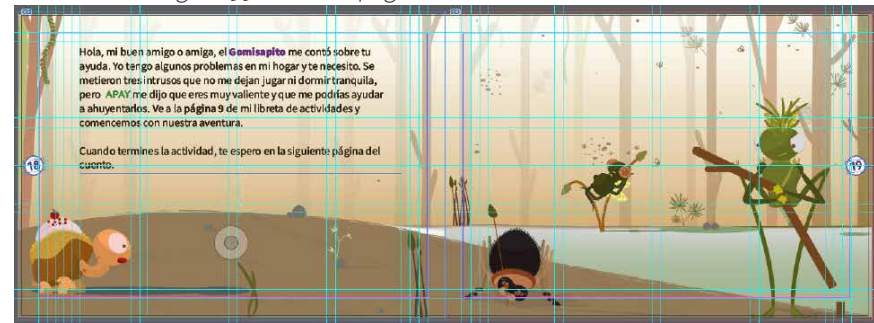 Hola, mi buen amigo o amiga, el Gomisapito me contó sobre tu
ayuda. Yo tengo algunos problemas en mi hogar y te necesito. Se
metieron tres intrusos que no me dejan jugar ni dormir tranquila,
pero APAY me dijo que eres muy valiente y que me podrías ayudar
a ahuyentarlos. Ve a la página 9 de mi libreta de actividades y
comencemos con nuestra aventura.
Cuando termines la actividad, te espero en la siguiente página del
cuento.
18
19